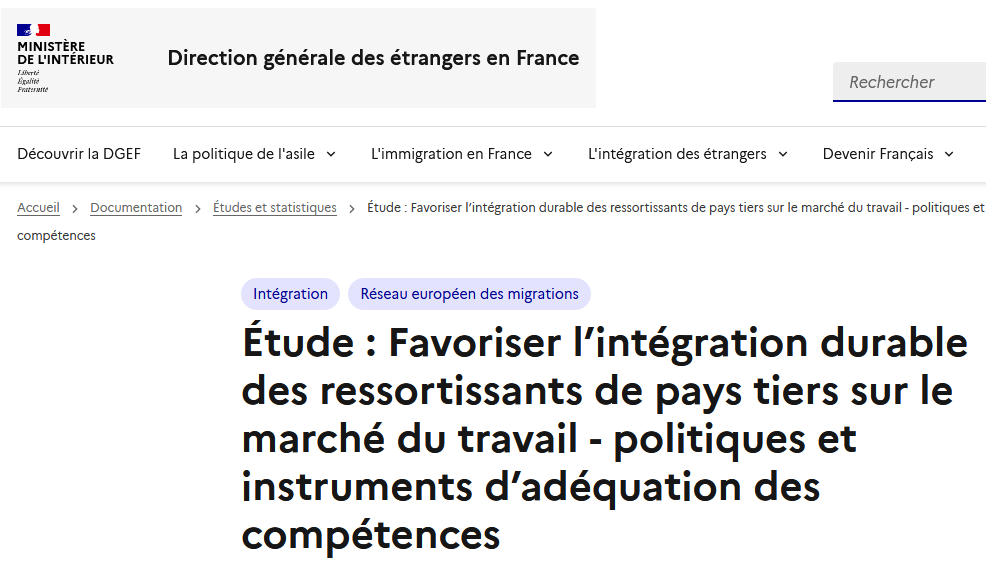 MINISTÈRE
DE L'INTÉRIEUR
Liberté
Égalité
Fraternité
Direction générale des étrangers en France
Rechercher
Découvrir la DGEF La politique de l'asile L'immigration en France L'intégration des étrangers Devenir Français
Accueil > Documentation > Études et statistiques > Étude : Favoriser l’intégration durable des ressortissants de pays tiers sur le marché du travail - politiques et
compétences
Intégration Réseau européen des migrations
Étude : Favoriser l’intégration durable
des ressortissants de pays tiers sur le
marché du travail - politiques et
instruments d’adéquation des
compétences